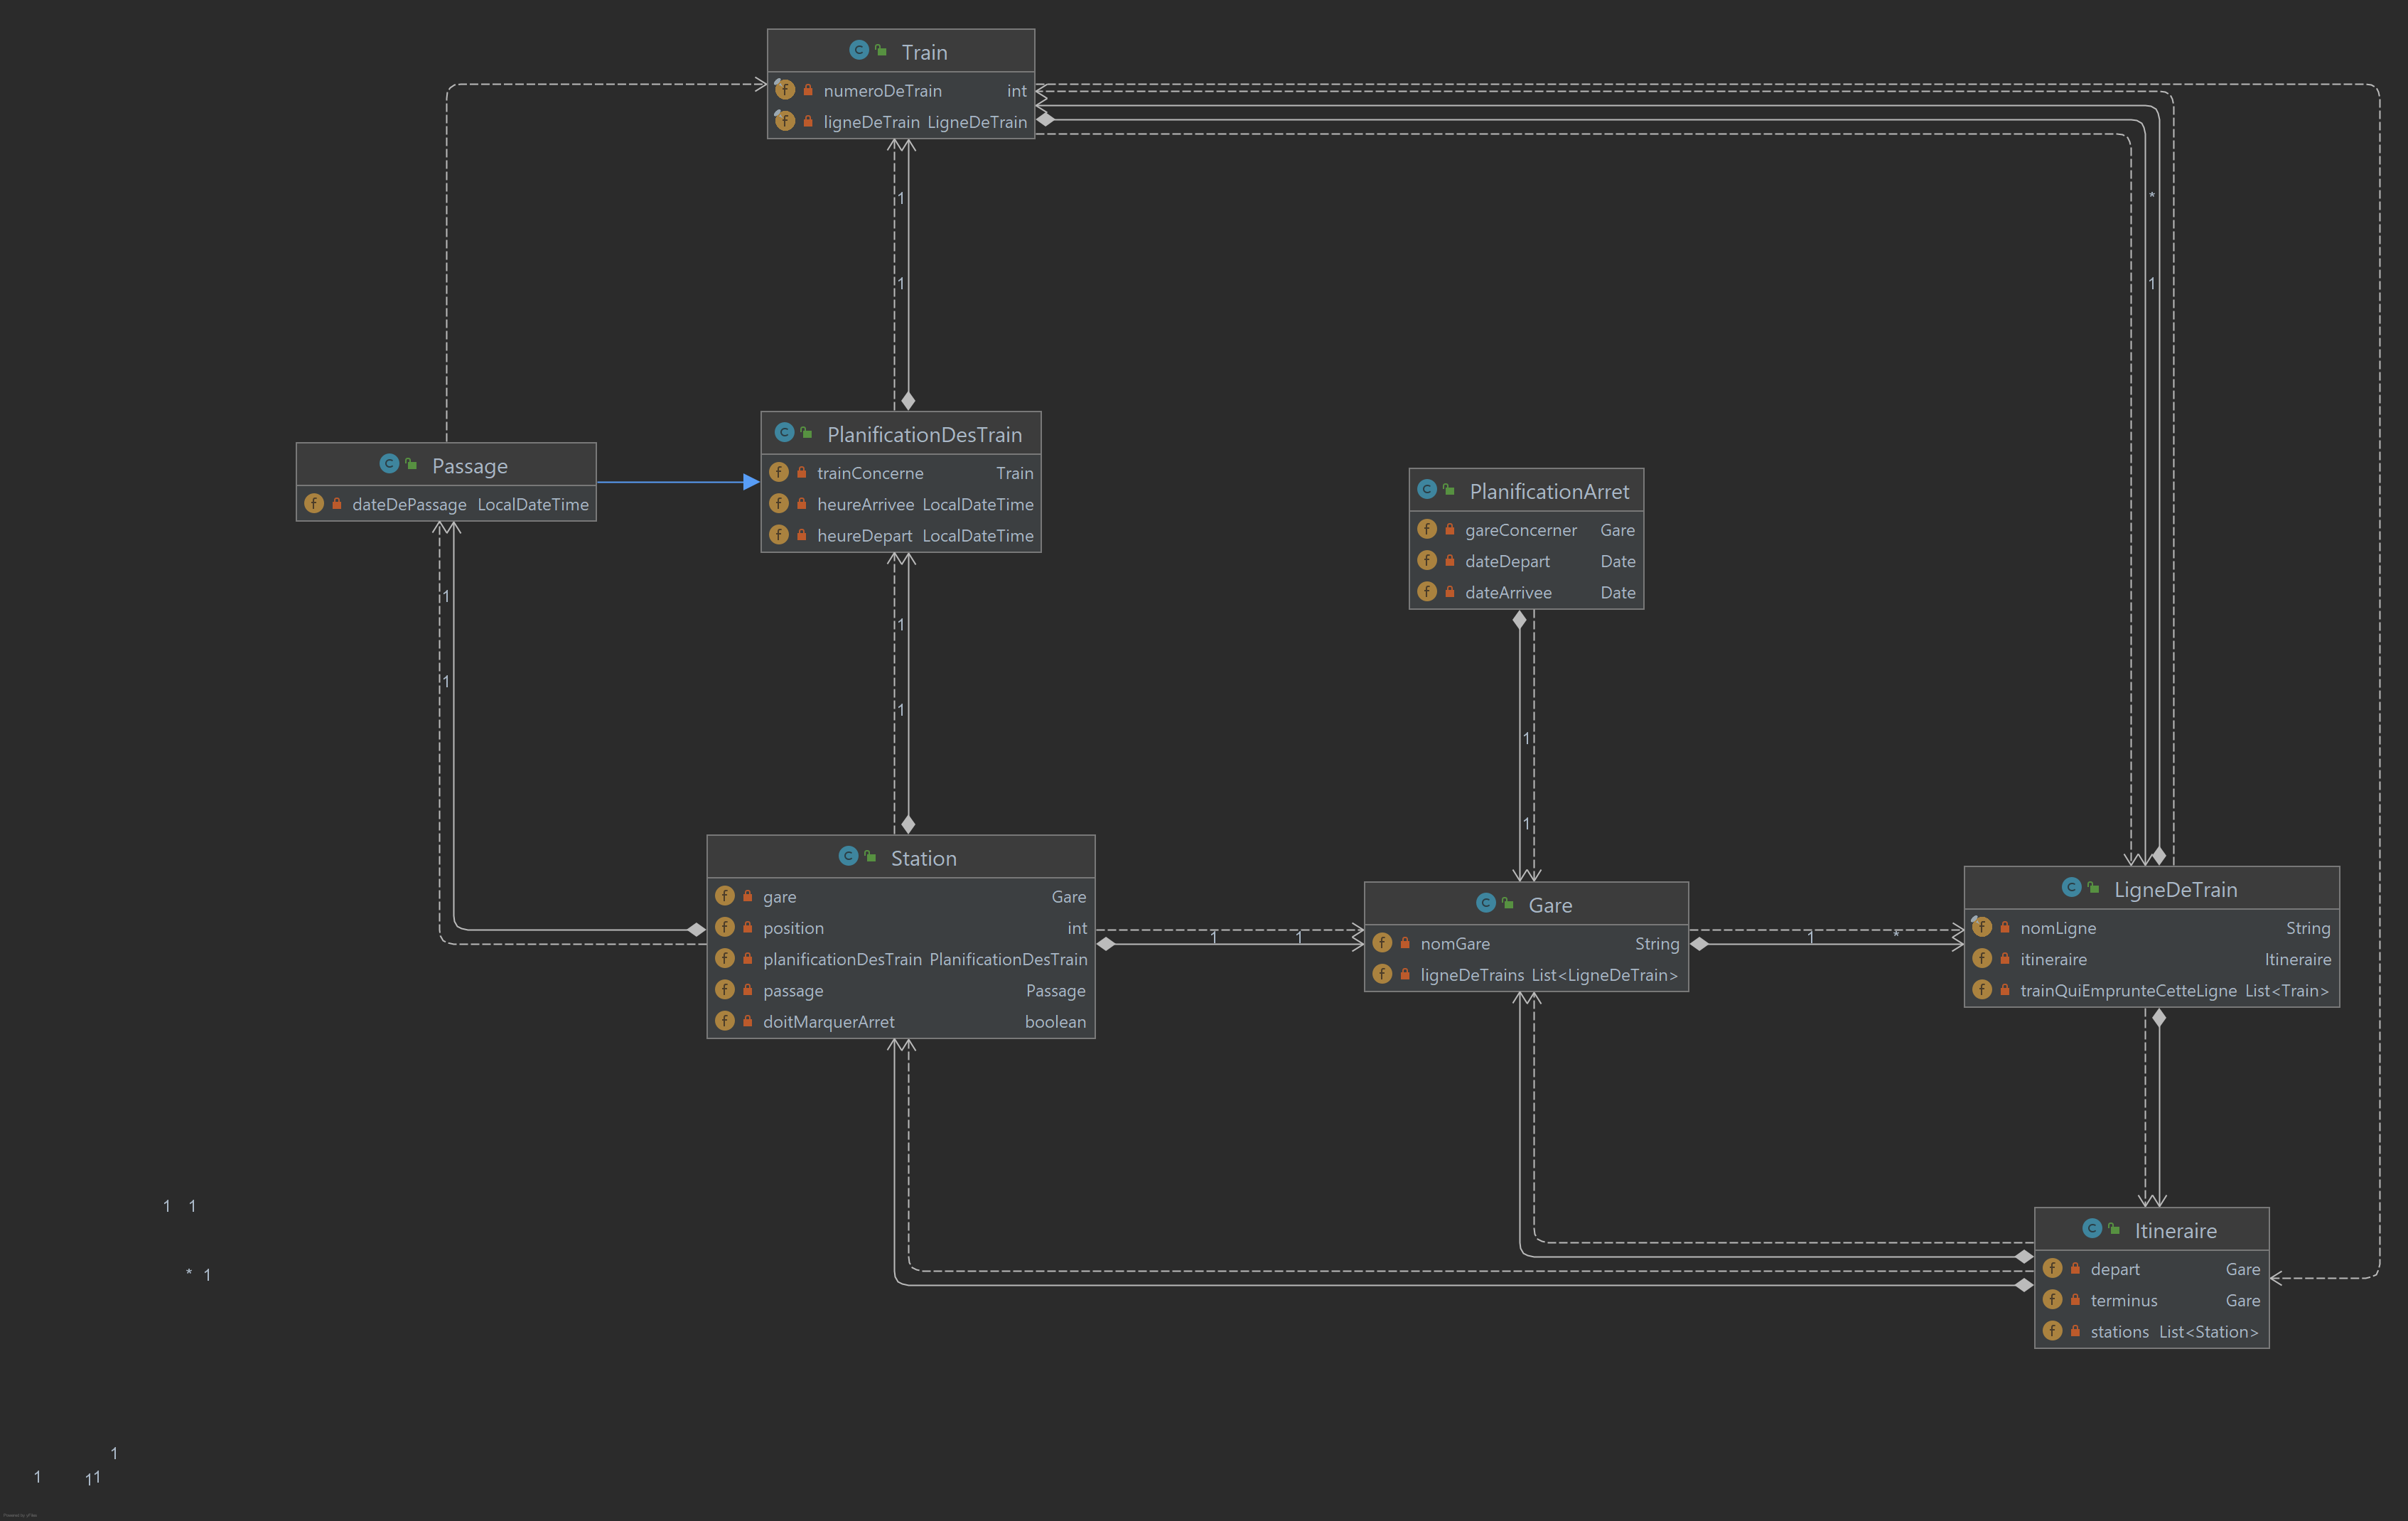 Train
numeroDeTrain int
ligneDeTrain LigneDeTrain
1
*
1
1
PlanificationDesTrain
trainConcerne Train
heureArrivee LocalDateTime
heureDepart LocalDateTime
Passage
dateDePassage LocalDateTime
PlanificationArret
gareConcerner Gare
dateDepart Date
dateArrivee Date
1
1
1
1
1
1
Station
gare Gare
position int
planificationDesTrain PlanificationDesTrain
passage Passage
doitMarquerArret boolean
1 1
Gare
nomGare String
ligneDeTrains List<LigneDeTrain>
1 *
LigneDeTrain
nomLigne String
itineraire Itineraire
trainQuiEmprunteCetteLigne List<Train>
1 1
Itineraire
depart Gare
terminus Gare
stations List<Station>
* 1
1
1 11